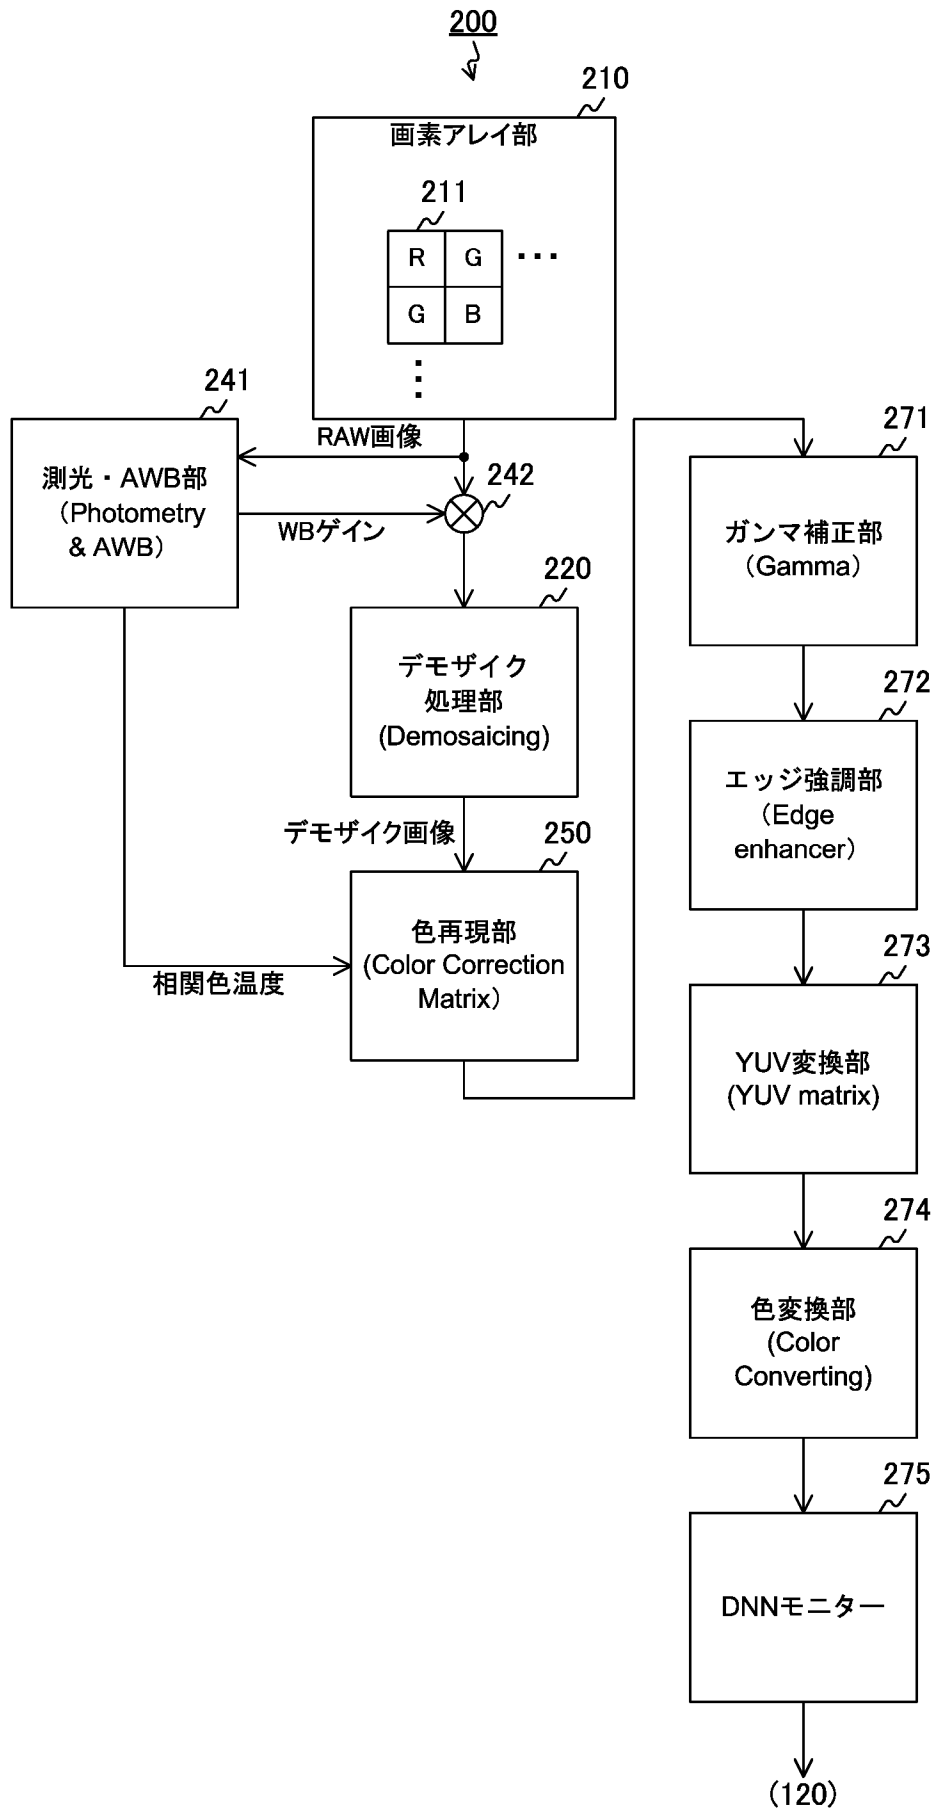 200
210
画素アレイ部
211
R G ・・・
G B
⋮
241
RAW画像
測光・AWB部
（Photometry
& AWB）
242
WBゲイン
220
デモザイク
処理部
(Demosaicing)
デモザイク画像
250
色再現部
(Color Correction
Matrix）
相関色温度
271
ガンマ補正部
（Gamma）
272
エッジ強調部
（Edge
enhancer）
273
YUV変換部
(YUV matrix)
274
色変換部
(Color
Converting)
275
DNNモニター
(120)